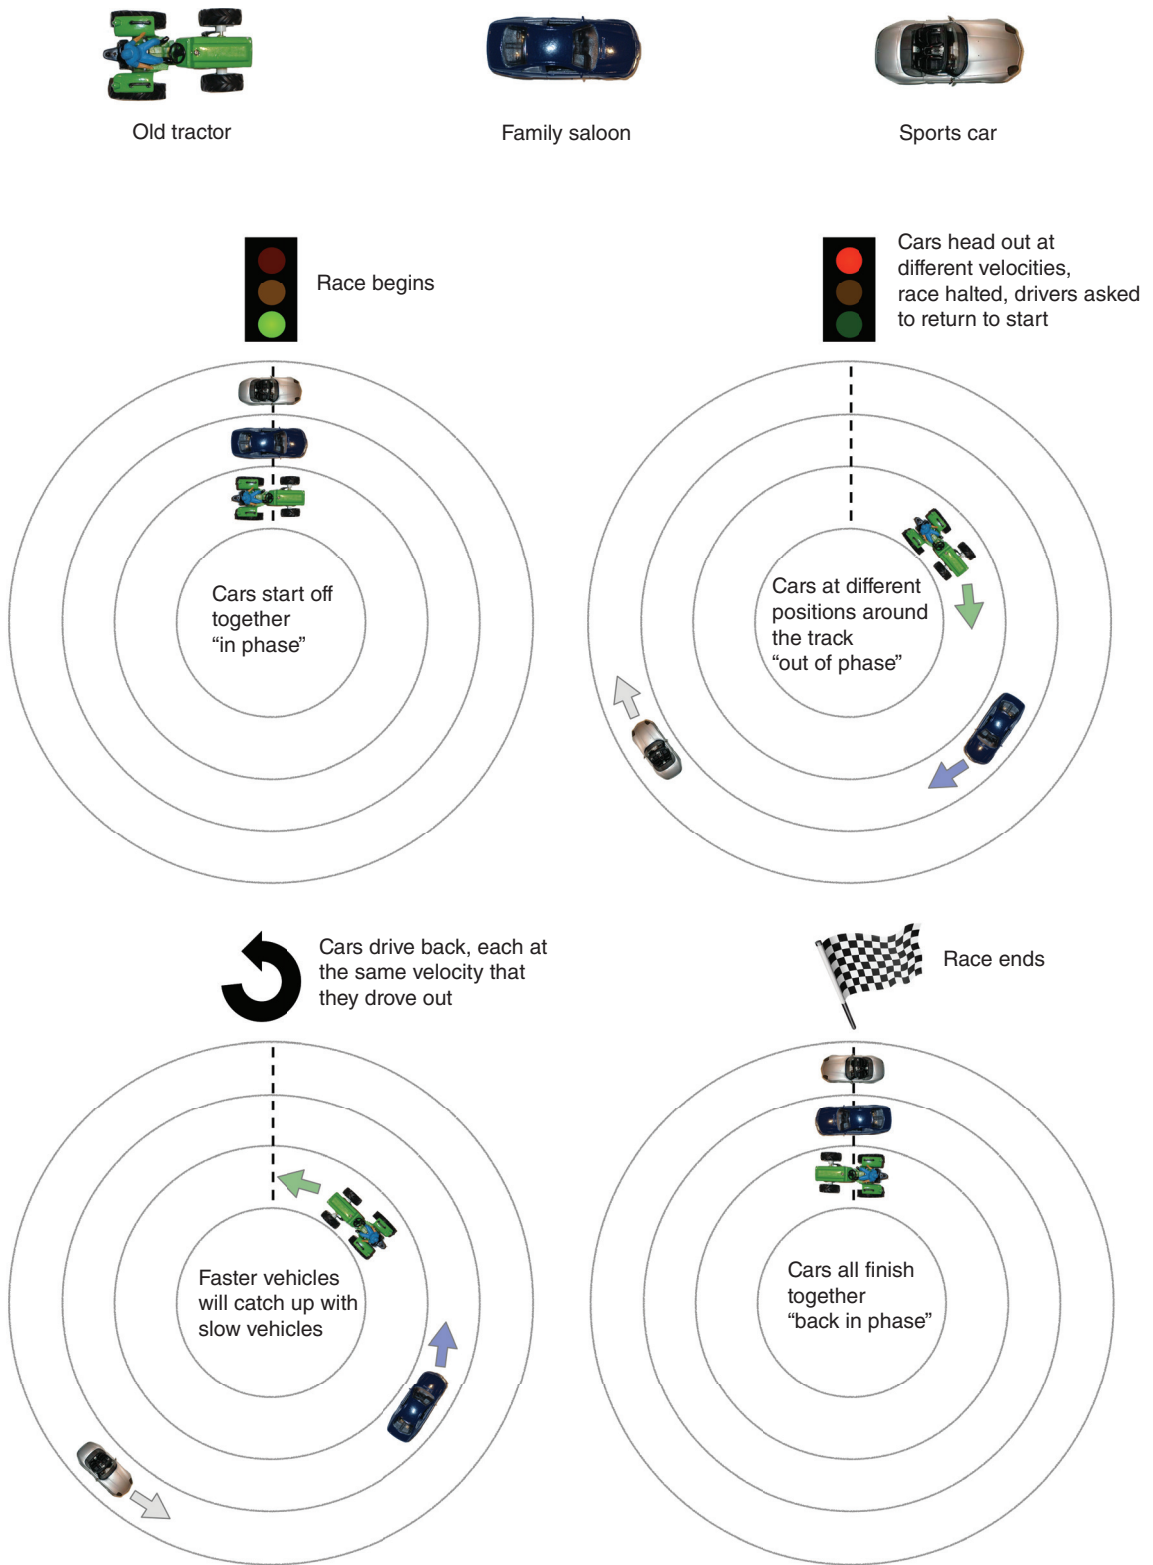 Old tractor
Family saloon
Sports car
Race begins
Cars head out at
different velocities,
race halted, drivers asked
to return to start
Cars start off
together
“in phase”
Cars at different
positions around
the track
“out of phase”
Cars drive back, each at
the same velocity that
they drove out
Race ends
Faster vehicles
will catch up with
slow vehicles
Cars all finish
together
“back in phase”